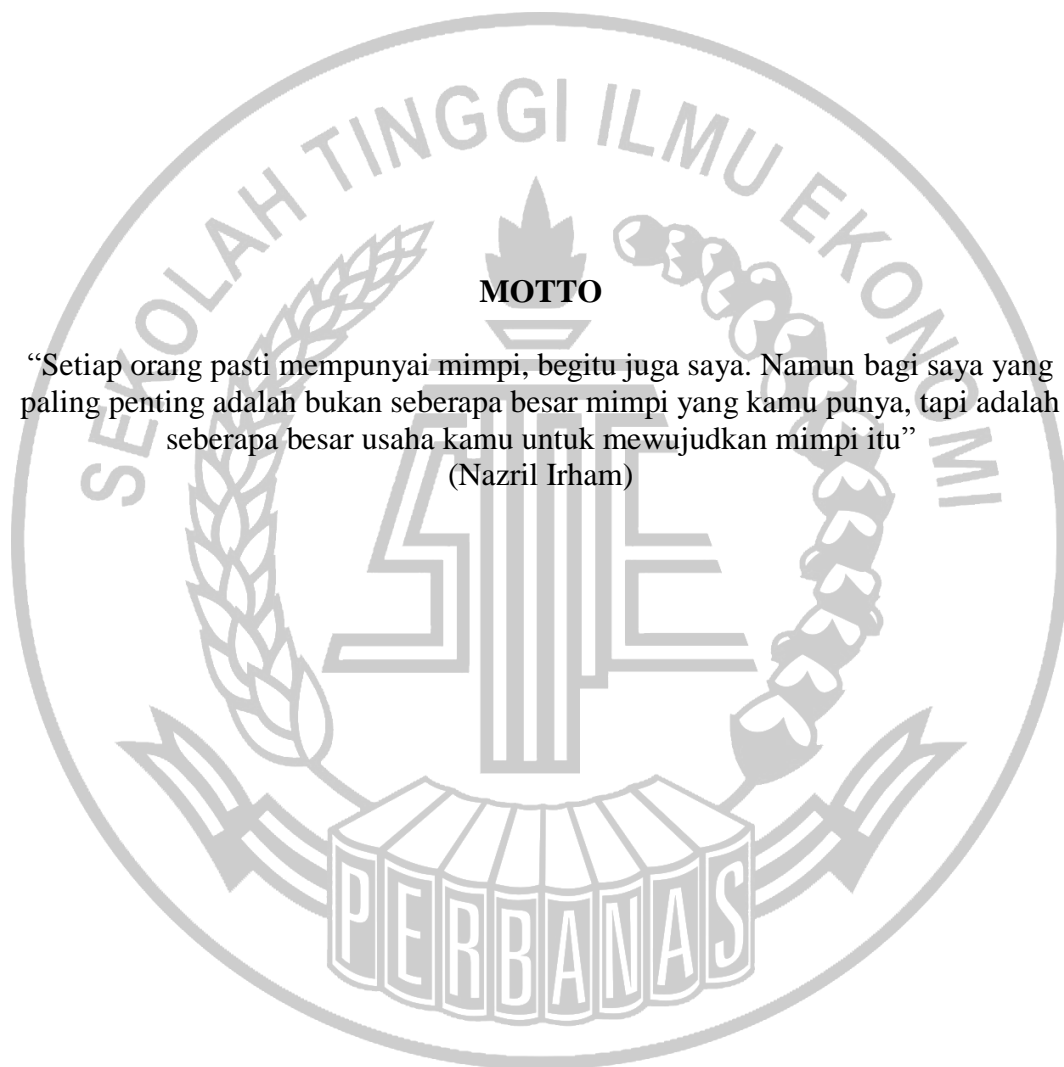 SEKOLAH TINGGI ILMU EKONOMI
MOTTO
“Setiap orang pasti mempunyai mimpi, begitu juga saya. Namun bagi saya yang
paling penting adalah bukan seberapa besar mimpi yang kamu punya, tapi adalah
seberapa besar usaha kamu untuk mewujudkan mimpi itu”
(Nazril Irham)
PERBANAS